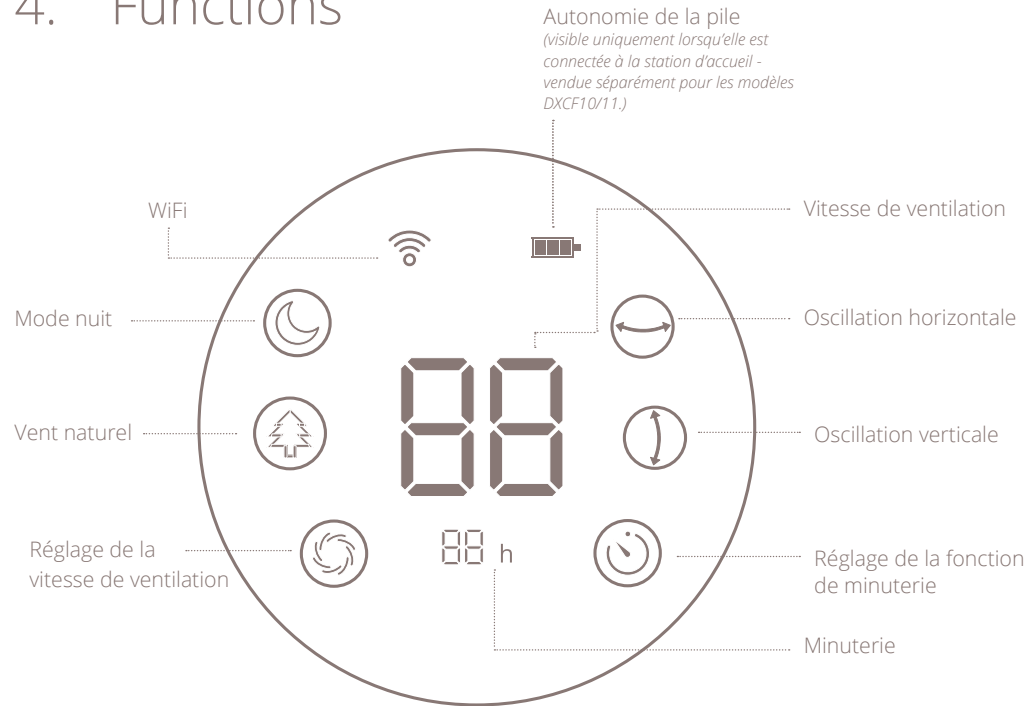 4. Functions
Autonomie de la pile
(visible uniquement lorsqu'elle est
connectée à la station d'accueil -
vendue séparément pour les modèles
DXCF10/11.)
WiFi
Vitesse de ventilation
Mode nuit
Oscillation horizontale
88
Vent naturel
Oscillation verticale
Réglage de la
vitesse de ventilation
88 h
Réglage de la fonction
de minuterie
Minuterie